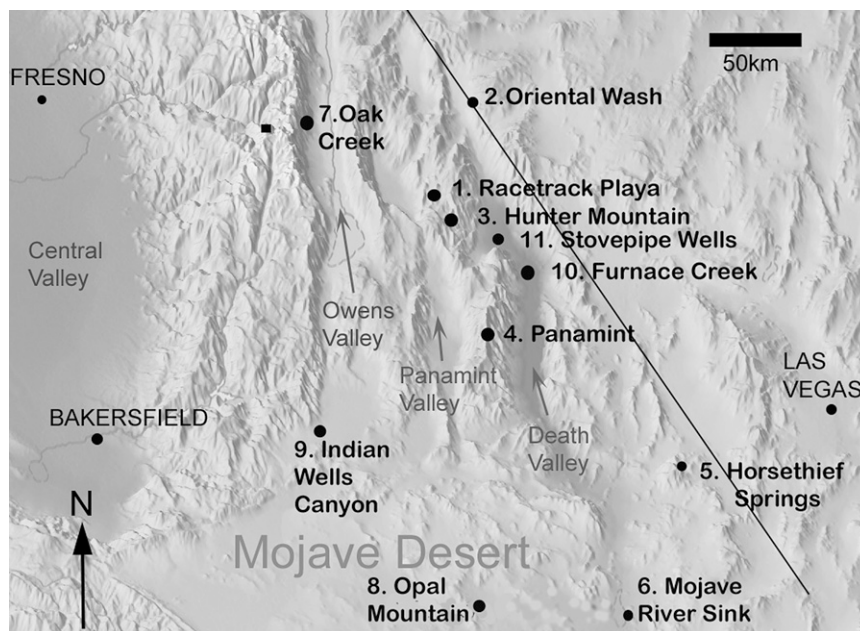 FRESNO
50km
7.Oak
Creek
2.Oriental Wash
1. Racetrack Playa
3. Hunter Mountain
11. Stovepipe Wells
10. Furnace Creek
Central
Valley
Owens
Valley
4. Panamint
Panamint
Valley
LAS
VEGAS
BAKERSFIELD
9. Indian
Wells
Canyon
Death
Valley
5. Horsethief
Springs
N
Mojave Desert
8. Opal
Mountain
6. Mojave
River Sink